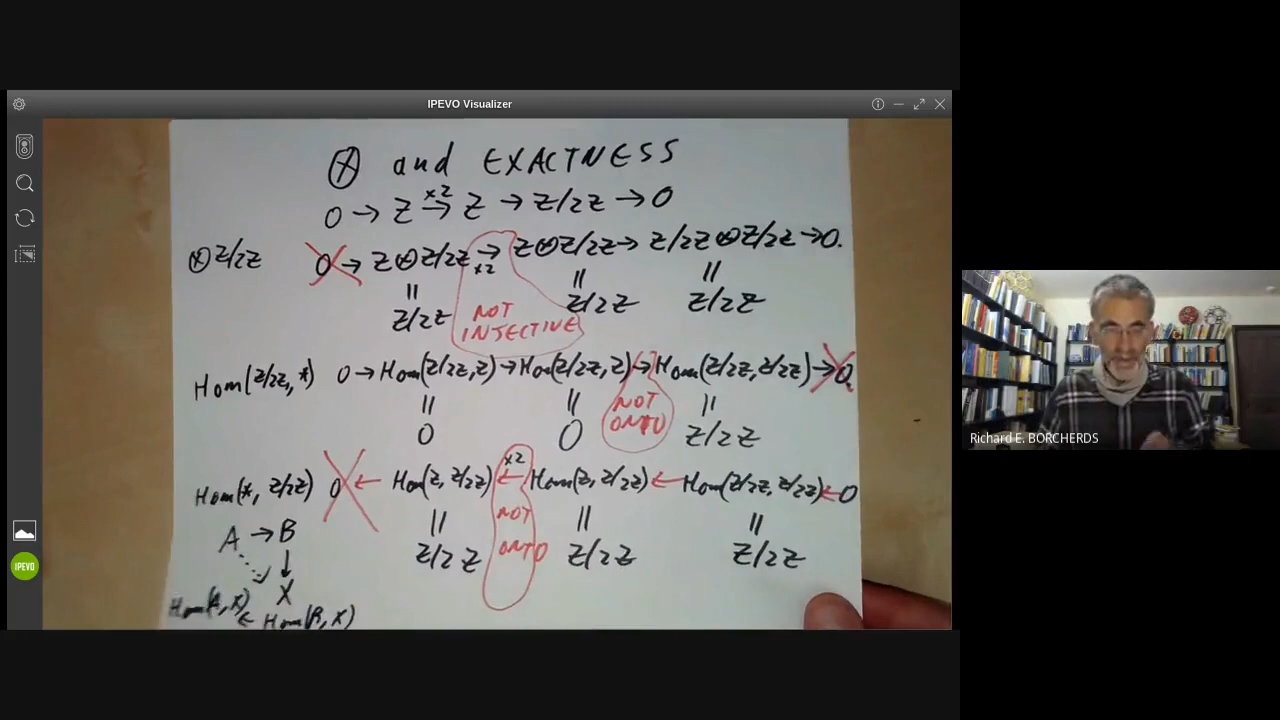 IPEVO Visualizer
⊗ and EXACTNESS
0 → Z ×2→ Z → Z/2Z → 0
⊗ Z/2Z 0 → Z⊗Z/2Z →×2 Z⊗Z/2Z → Z/2Z⊗Z/2Z → 0.
|| || ||
Z/2Z Z/2Z Z/2Z
NOT
INJECTIVE
Hom(Z/2Z, *) 0 → Hom(Z/2Z, Z) → Hom(Z/2Z, Z) → Hom(Z/2Z, Z/2Z) → 0.
|| || ||
0 0 Z/2Z
NOT
ONTO
Hom(*, Z/2Z) 0 ← Hom(Z, Z/2Z) ×2← Hom(Z, Z/2Z) ← Hom(Z/2Z, Z/2Z) ← 0
|| || ||
Z/2Z Z/2Z Z/2Z
NOT
ONTO
A → B
↓
X
Hom(A, X) ← Hom(B, X)
IPEVO
Richard E. BORCHERDS